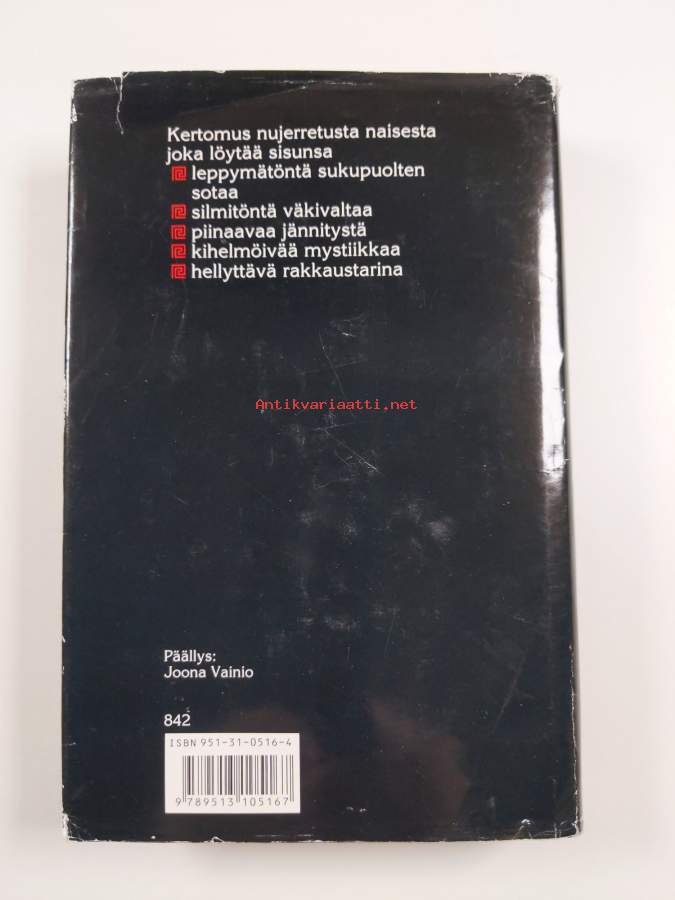 Kertomus nujerretusta naisesta
joka löytää sisunsa
leppymätöntä sukupuolten
sotaa
silmitöntä väkivaltaa
piinaavaa jännitystä
kihelmöivää mystiikkaa
hellyttävä rakkaustarina
Antikvariaatti.net
Päällys:
Joona Vainio
842
ISBN 951-31-0516-4
9 789513 105167